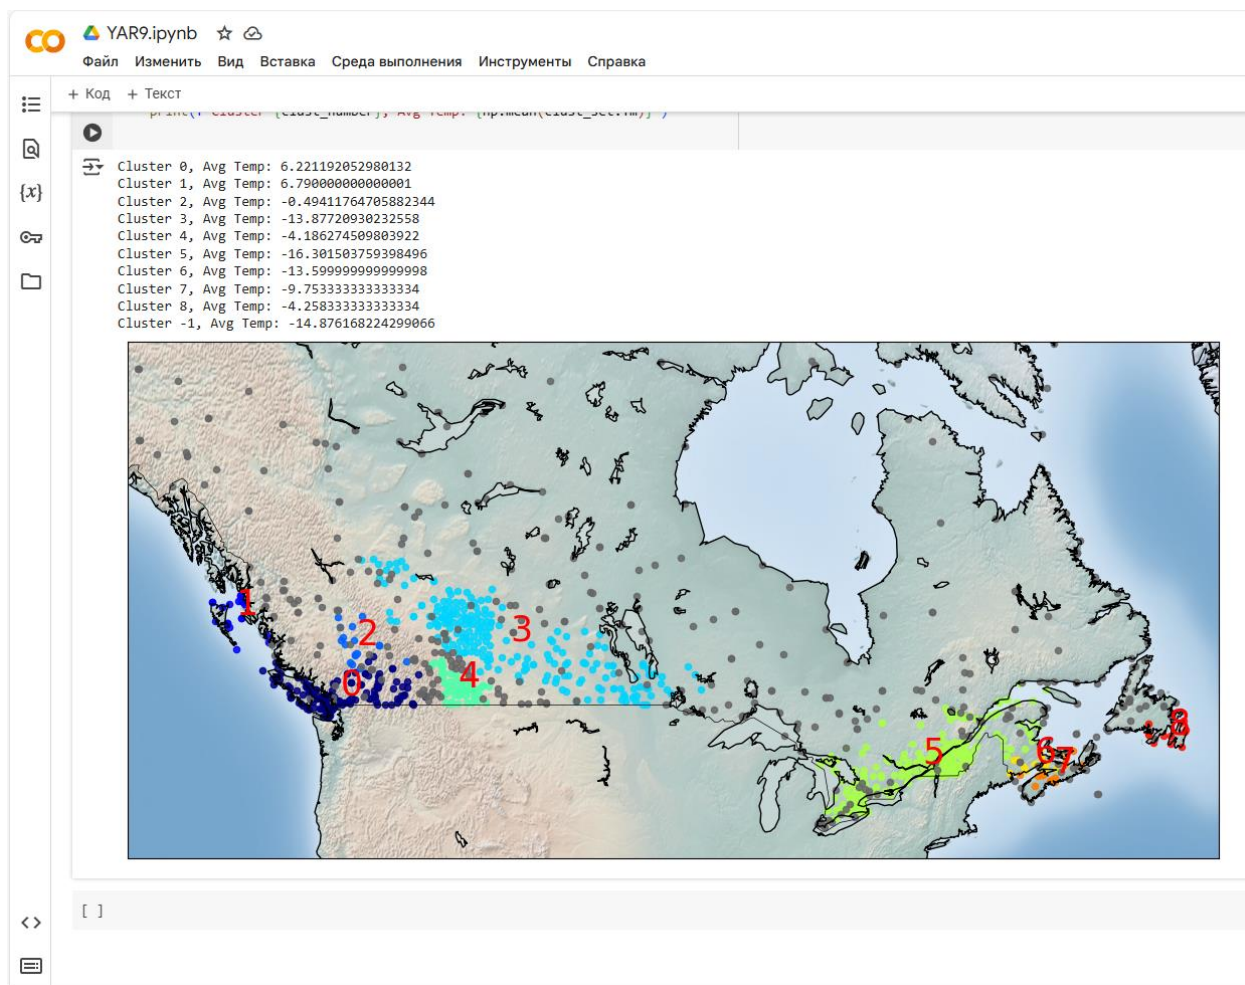 YAR9.ipynb
Файл Изменить Вид Вставка Среда выполнения Инструменты Справка
+ Код + Текст
Cluster 0, Avg Temp: 6.221192052980132
Cluster 1, Avg Temp: 6.790000000000001
Cluster 2, Avg Temp: -0.49411764705882344
Cluster 3, Avg Temp: -13.87720930232558
Cluster 4, Avg Temp: -4.186274509803922
Cluster 5, Avg Temp: -16.301503759398496
Cluster 6, Avg Temp: -13.599999999999998
Cluster 7, Avg Temp: -9.753333333333334
Cluster 8, Avg Temp: -4.258333333333334
Cluster -1, Avg Temp: -14.876168224299066
1
2
3
0
4
5
6
7
8
[ ]